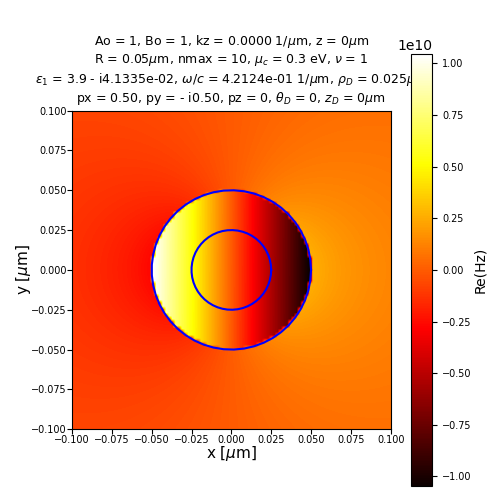 Ao = 1, Bo = 1, kz = 0.0000 1/μm, z = 0μm
R = 0.05μm, nmax = 10, μ_c = 0.3 eV, ν = 1
ε_1 = 3.9 - i4.1335e-02, ω/c = 4.2124e-01 1/μm, ρ_D = 0.025μ
px = 0.50, py = - i0.50, pz = 0, θ_D = 0, z_D = 0μm
1e10
0.100
0.075
0.050
0.025
0.000
−0.025
−0.050
−0.075
−0.100
y [μm]
−0.100 −0.075 −0.050 −0.025 0.000 0.025 0.050 0.075 0.100
x [μm]
1.00
0.75
0.50
0.25
0.00
−0.25
−0.50
−0.75
−1.00
Re(Hz)